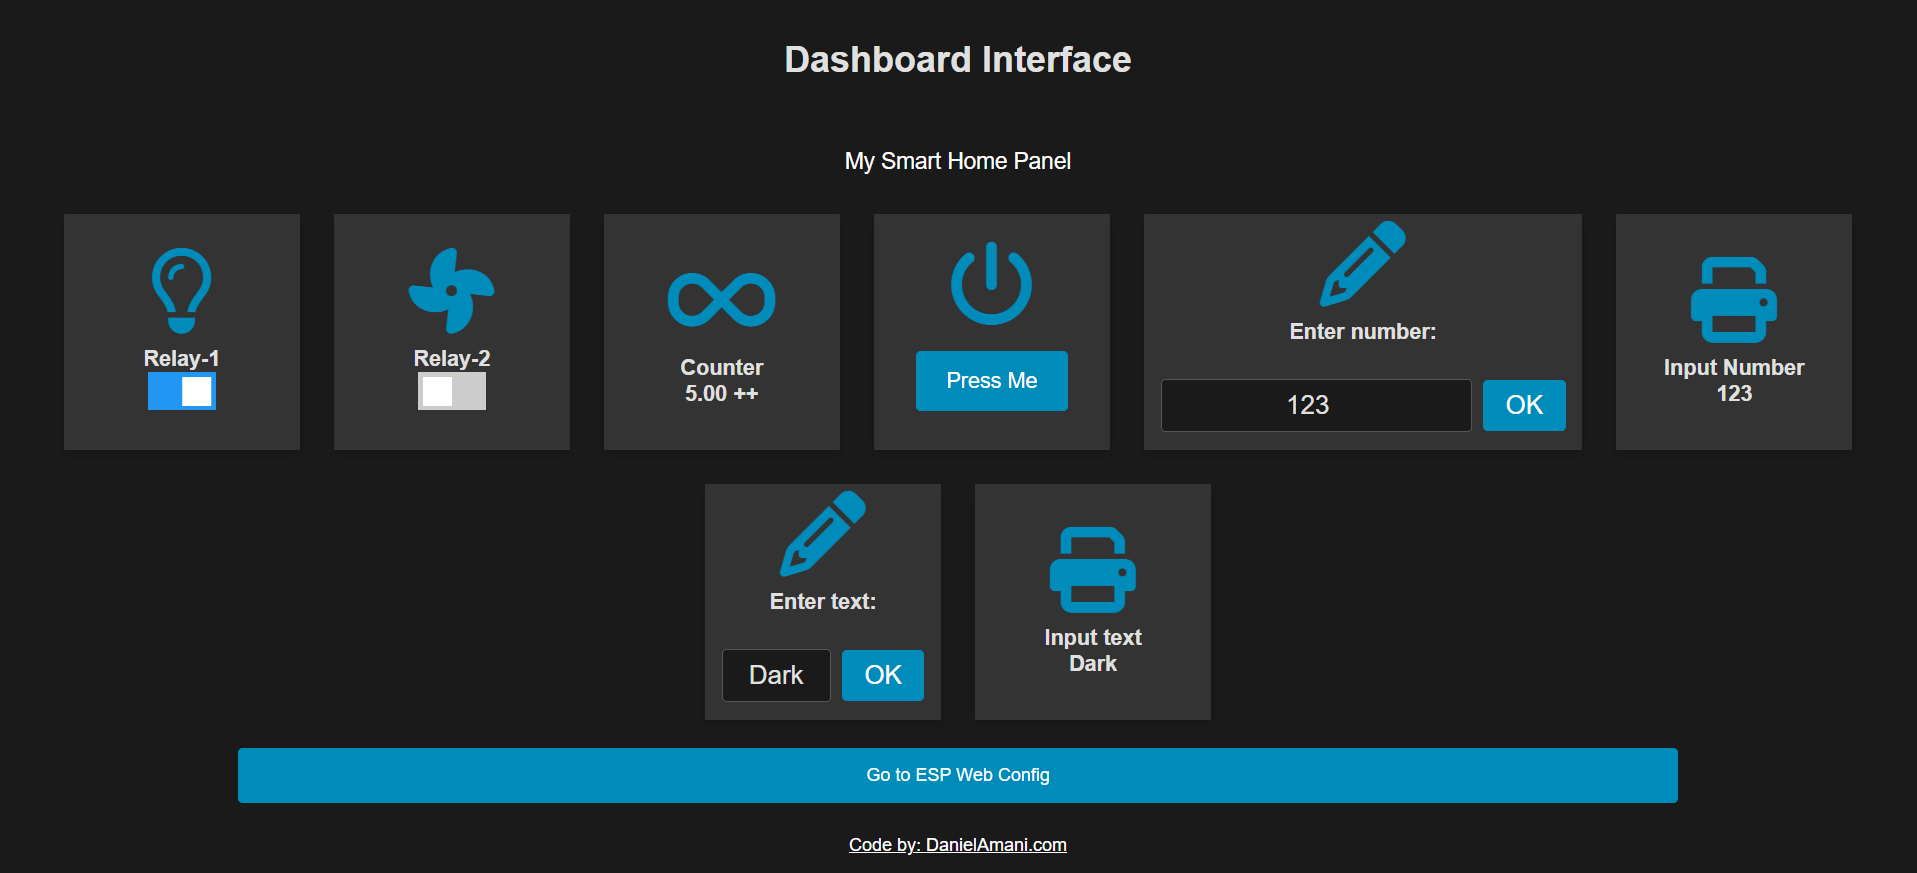 Dashboard Interface
My Smart Home Panel
Relay-1
Relay-2
Counter
5.00 ++
Press Me
Enter number:
123
OK
Input Number
123
Enter text:
Dark
OK
Input text
Dark
Go to ESP Web Config
Code by: DanielAmani.com